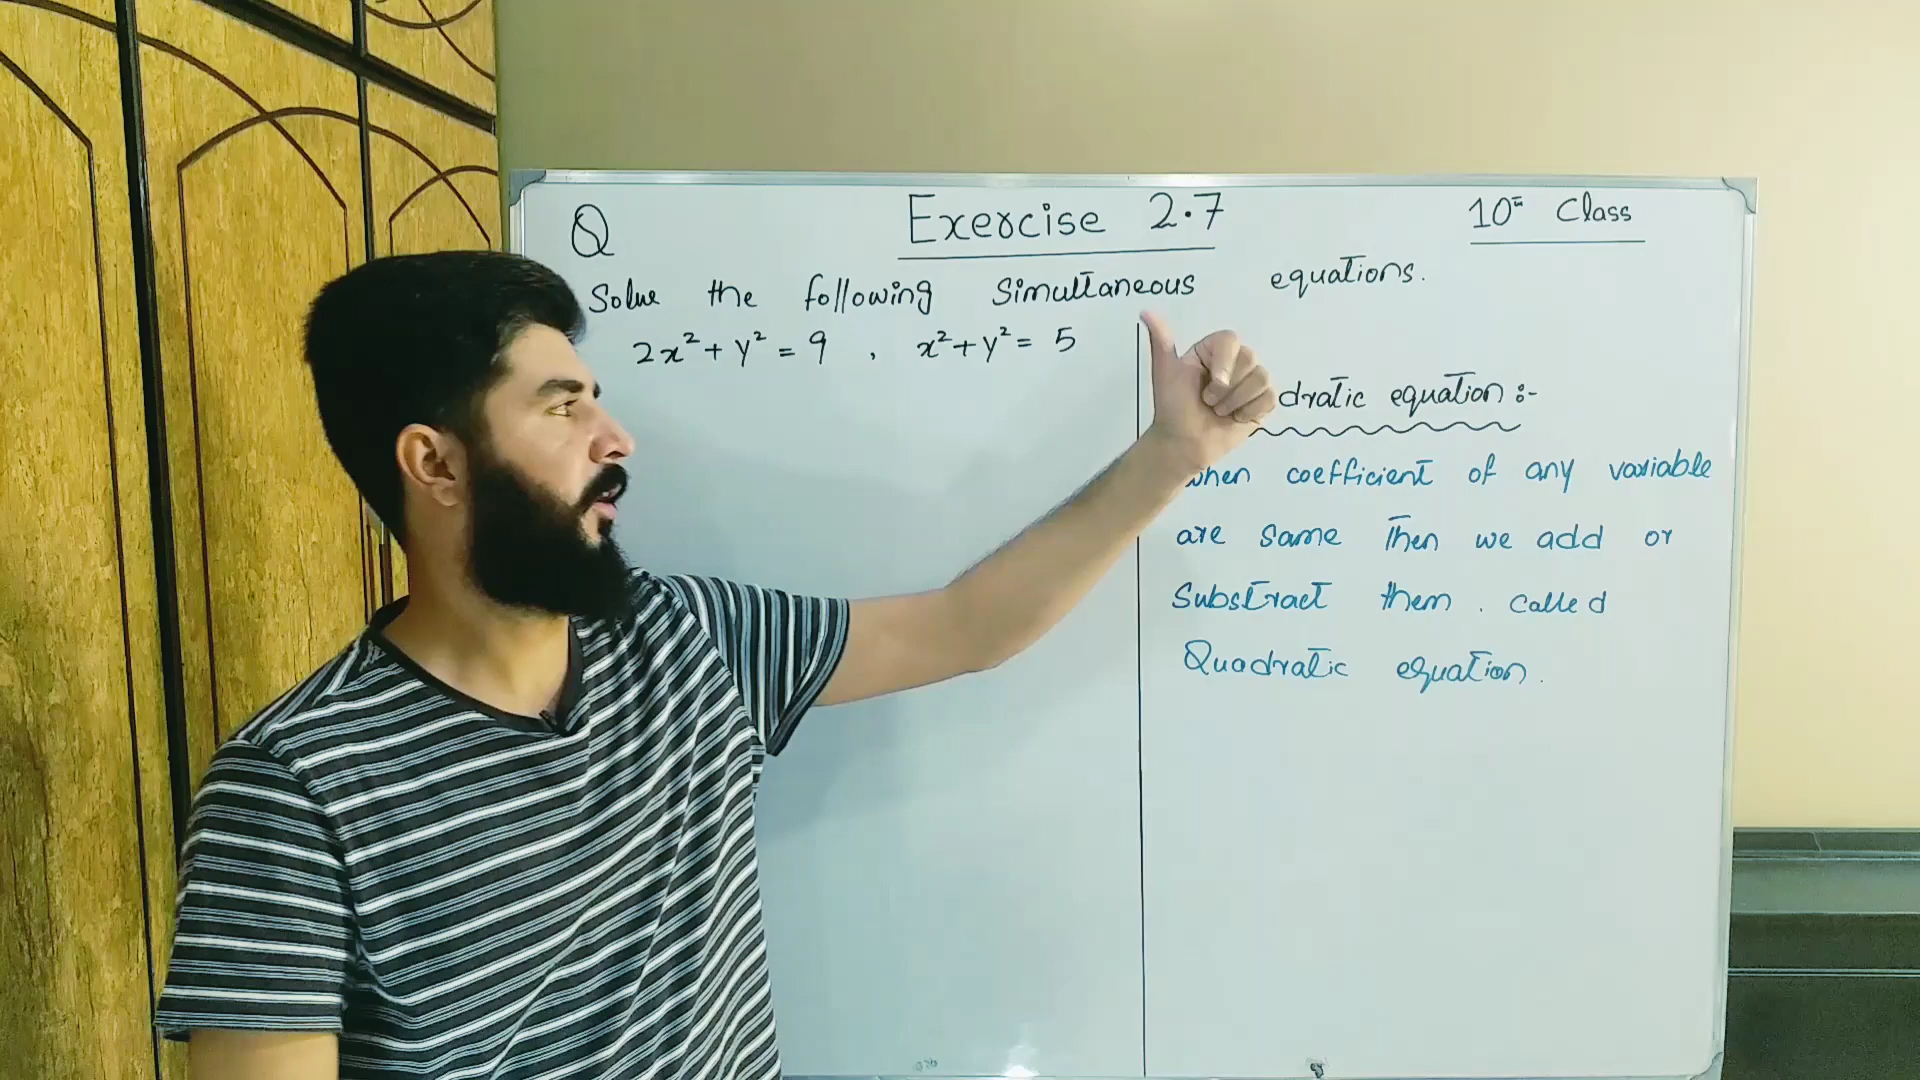 Q
Exercise 2.7
10th Class
Solve the following Simultaneous equations.
2x² + y² = 9 , x² + y² = 5
dratic equation :-
when coefficient of any variable
are same then we add or
Substract them . Called
Quadratic equation .